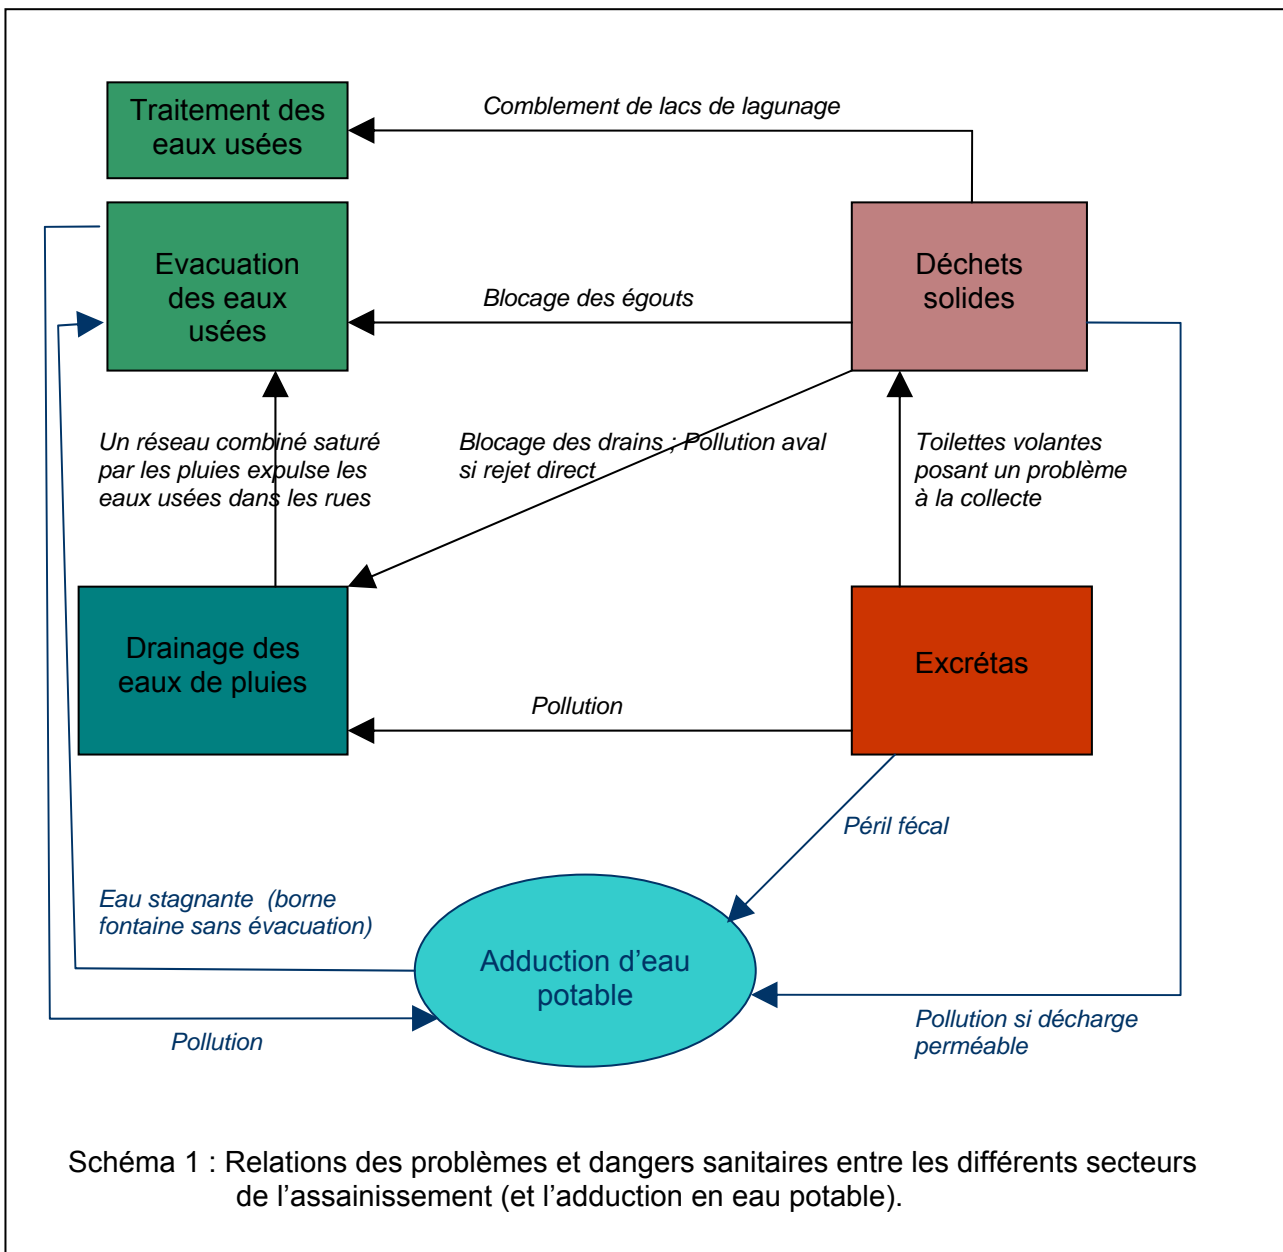 Traitement des
eaux usées
Comblement de lacs de lagunage
Evacuation
des eaux
usées
Blocage des égouts
Déchets
solides
Un réseau combiné saturé
par les pluies expulse les
eaux usées dans les rues
Blocage des drains ; Pollution aval
si rejet direct
Toilettes volantes
posant un problème
à la collecte
Drainage des
eaux de pluies
Pollution
Excrétas
Péril fécal
Eau stagnante (borne
fontaine sans évacuation)
Adduction d’eau
potable
Pollution
Pollution si décharge
perméable
Schéma 1 : Relations des problèmes et dangers sanitaires entre les différents secteurs
de l’assainissement (et l’adduction en eau potable).